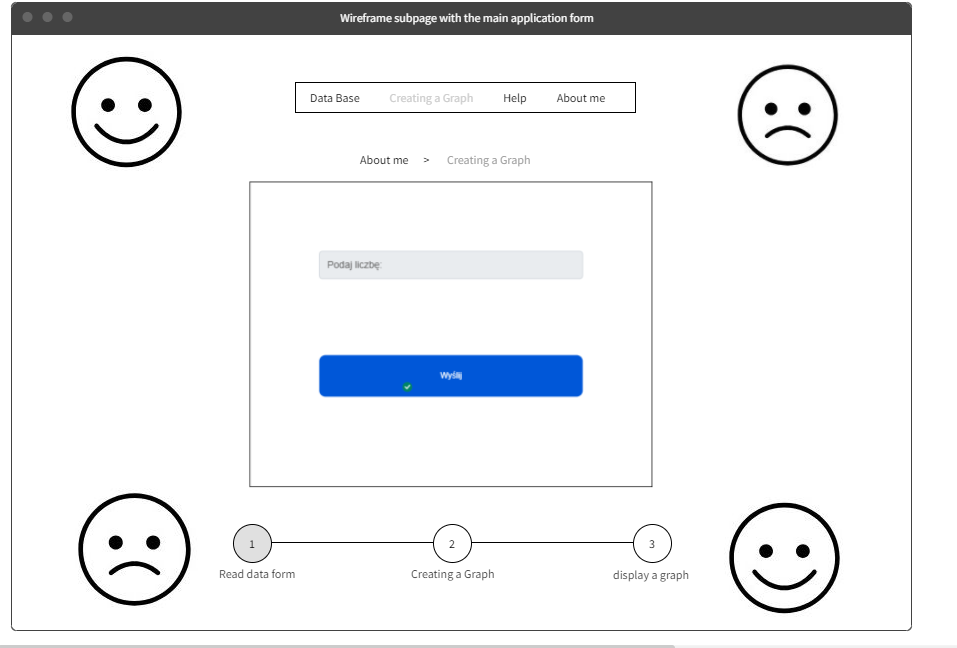 Wireframe subpage with the main application form
Data Base Creating a Graph Help About me
About me > Creating a Graph
Podaj liczbę:
Wyślij
1 2 3
Read data form Creating a Graph display a graph